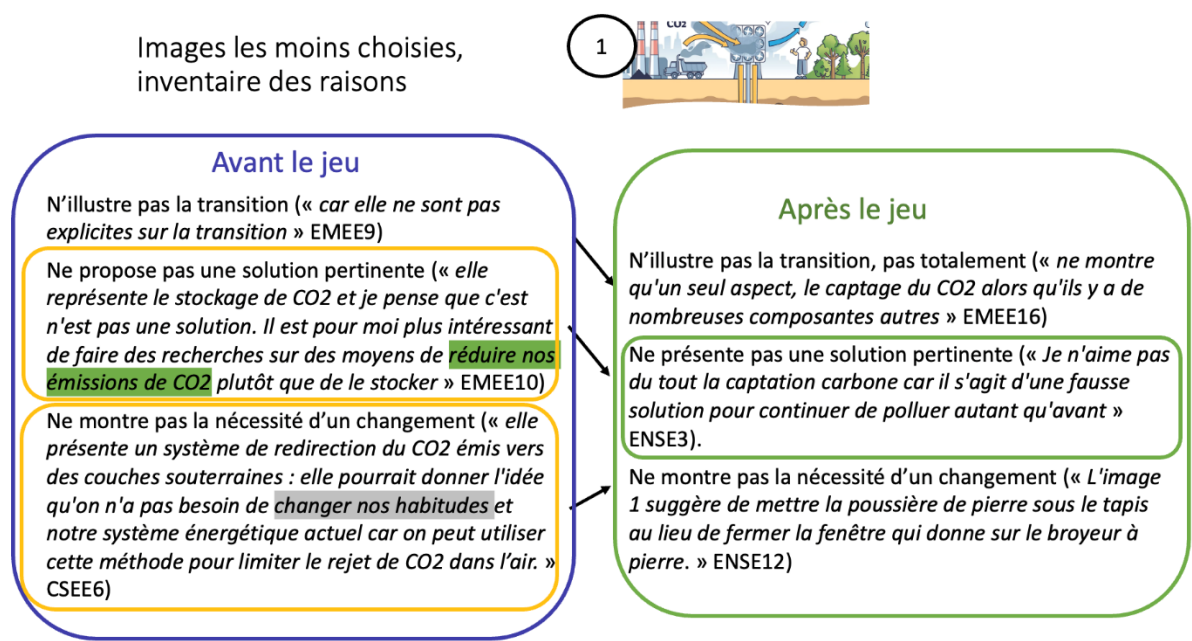 Images les moins choisies,
inventaire des raisons
1
CO2
Avant le jeu
N'illustre pas la transition (« car elle ne sont pas
explicites sur la transition » EMEE9)
Ne propose pas une solution pertinente (« elle
représente le stockage de CO2 et je pense que c'est
n'est pas une solution. Il est pour moi plus intéressant
de faire des recherches sur des moyens de réduire nos
émissions de CO2 plutôt que de le stocker » EMEE10)
Ne montre pas la nécessité d'un changement (« elle
présente un système de redirection du CO2 émis vers
des couches souterraines : elle pourrait donner l'idée
qu'on n'a pas besoin de changer nos habitudes et
notre système énergétique actuel car on peut utiliser
cette méthode pour limiter le rejet de CO2 dans l'air. »
CSEE6)
Après le jeu
N'illustre pas la transition, pas totalement (« ne montre
qu'un seul aspect, le captage du CO2 alors qu'ils y a de
nombreuses composantes autres » EMEE16)
Ne présente pas une solution pertinente (« Je n'aime pas
du tout la captation carbone car il s'agit d'une fausse
solution pour continuer de polluer autant qu'avant »
ENSE3).
Ne montre pas la nécessité d'un changement (« L'image
1 suggère de mettre la poussière de pierre sous le tapis
au lieu de fermer la fenêtre qui donne sur le broyeur à
pierre. » ENSE12)